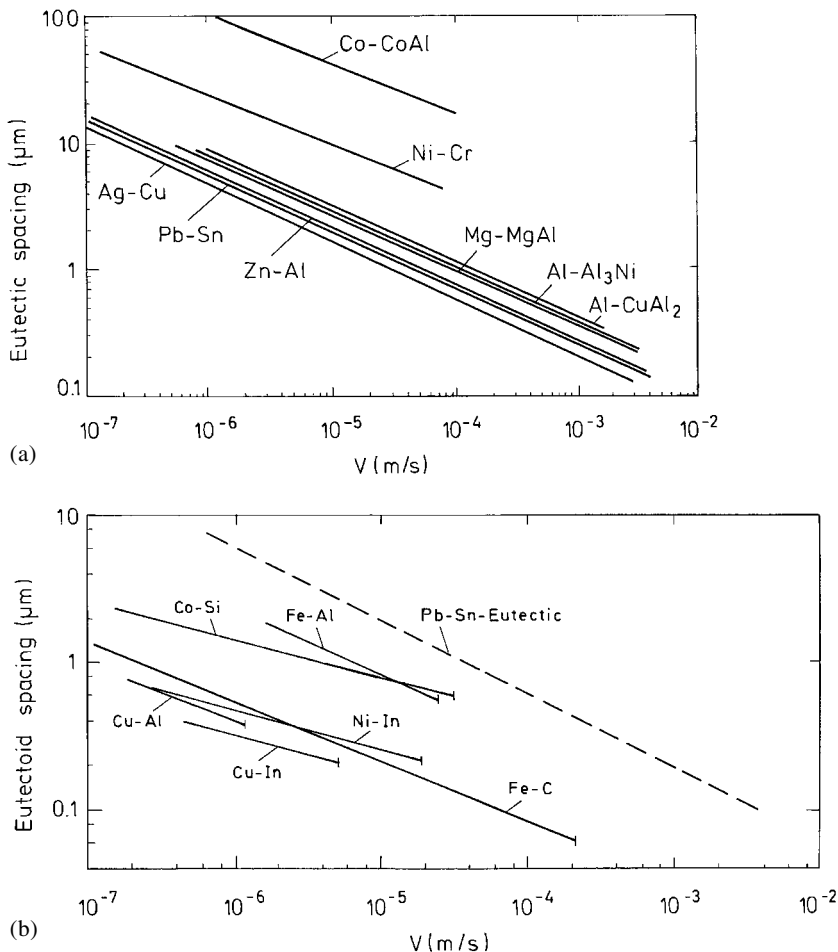 10.0
10
1
0.1
Eutectic spacing (µm)
Co-CoAl
Ni-Cr
Ag-Cu
Pb-Sn
Zn-Al
Mg-MgAl
Al-Al₃Ni
Al-CuAl₂
10⁻⁷ 10⁻⁶ 10⁻⁵ 10⁻⁴ 10⁻³ 10⁻²
V (m/s)
(a)
10
1
0.1
Eutectoid spacing (µm)
Co-Si
Fe-Al
Pb-Sn-Eutectic
Cu-Al
Ni-In
Cu-In
Fe-C
10⁻⁷ 10⁻⁶ 10⁻⁵ 10⁻⁴ 10⁻³ 10⁻²
V (m/s)
(b)